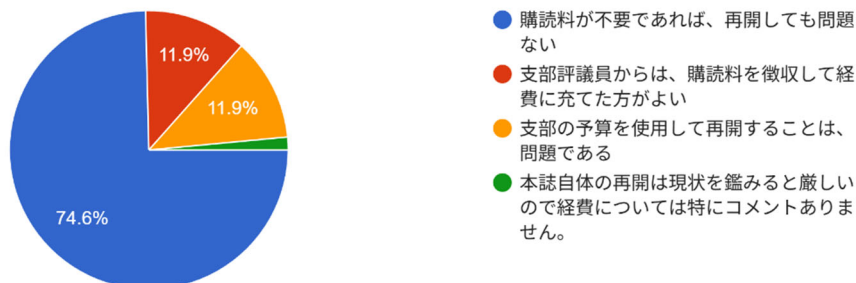 購読料が不要であれば、再開しても問題
ない
11.9%
支部評議員からは、購読料を徴収して経
費に充てた方がよい
11.9%
支部の予算を使用して再開することは、
問題である
本誌自体の再開は現状を鑑みると厳しい
ので経費については特にコメントありま
せん。
74.6%